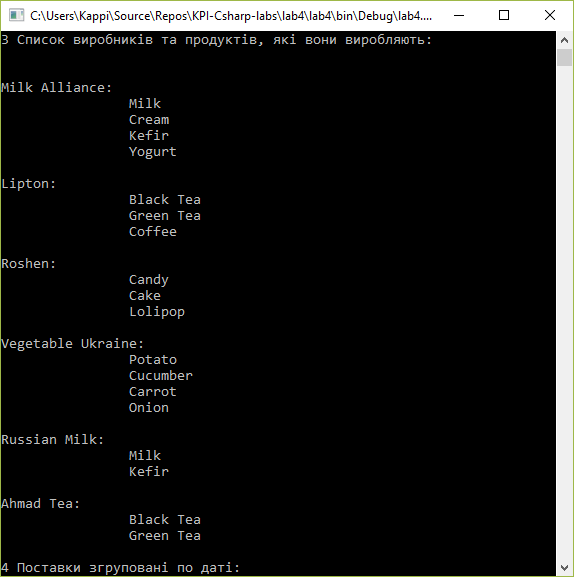 C:\Users\Kappi\Source\Repos\KPI-Csharp-labs\lab4\lab4\bin\Debug\lab4....
3 Список виробників та продуктів, які вони виробляють:
Milk Alliance:
Milk
Cream
Kefir
Yogurt
Lipton:
Black Tea
Green Tea
Coffee
Roshen:
Candy
Cake
Lolipop
Vegetable Ukraine:
Potato
Cucumber
Carrot
Onion
Russian Milk:
Milk
Kefir
Ahmad Tea:
Black Tea
Green Tea
4 Поставки згруповані по даті: